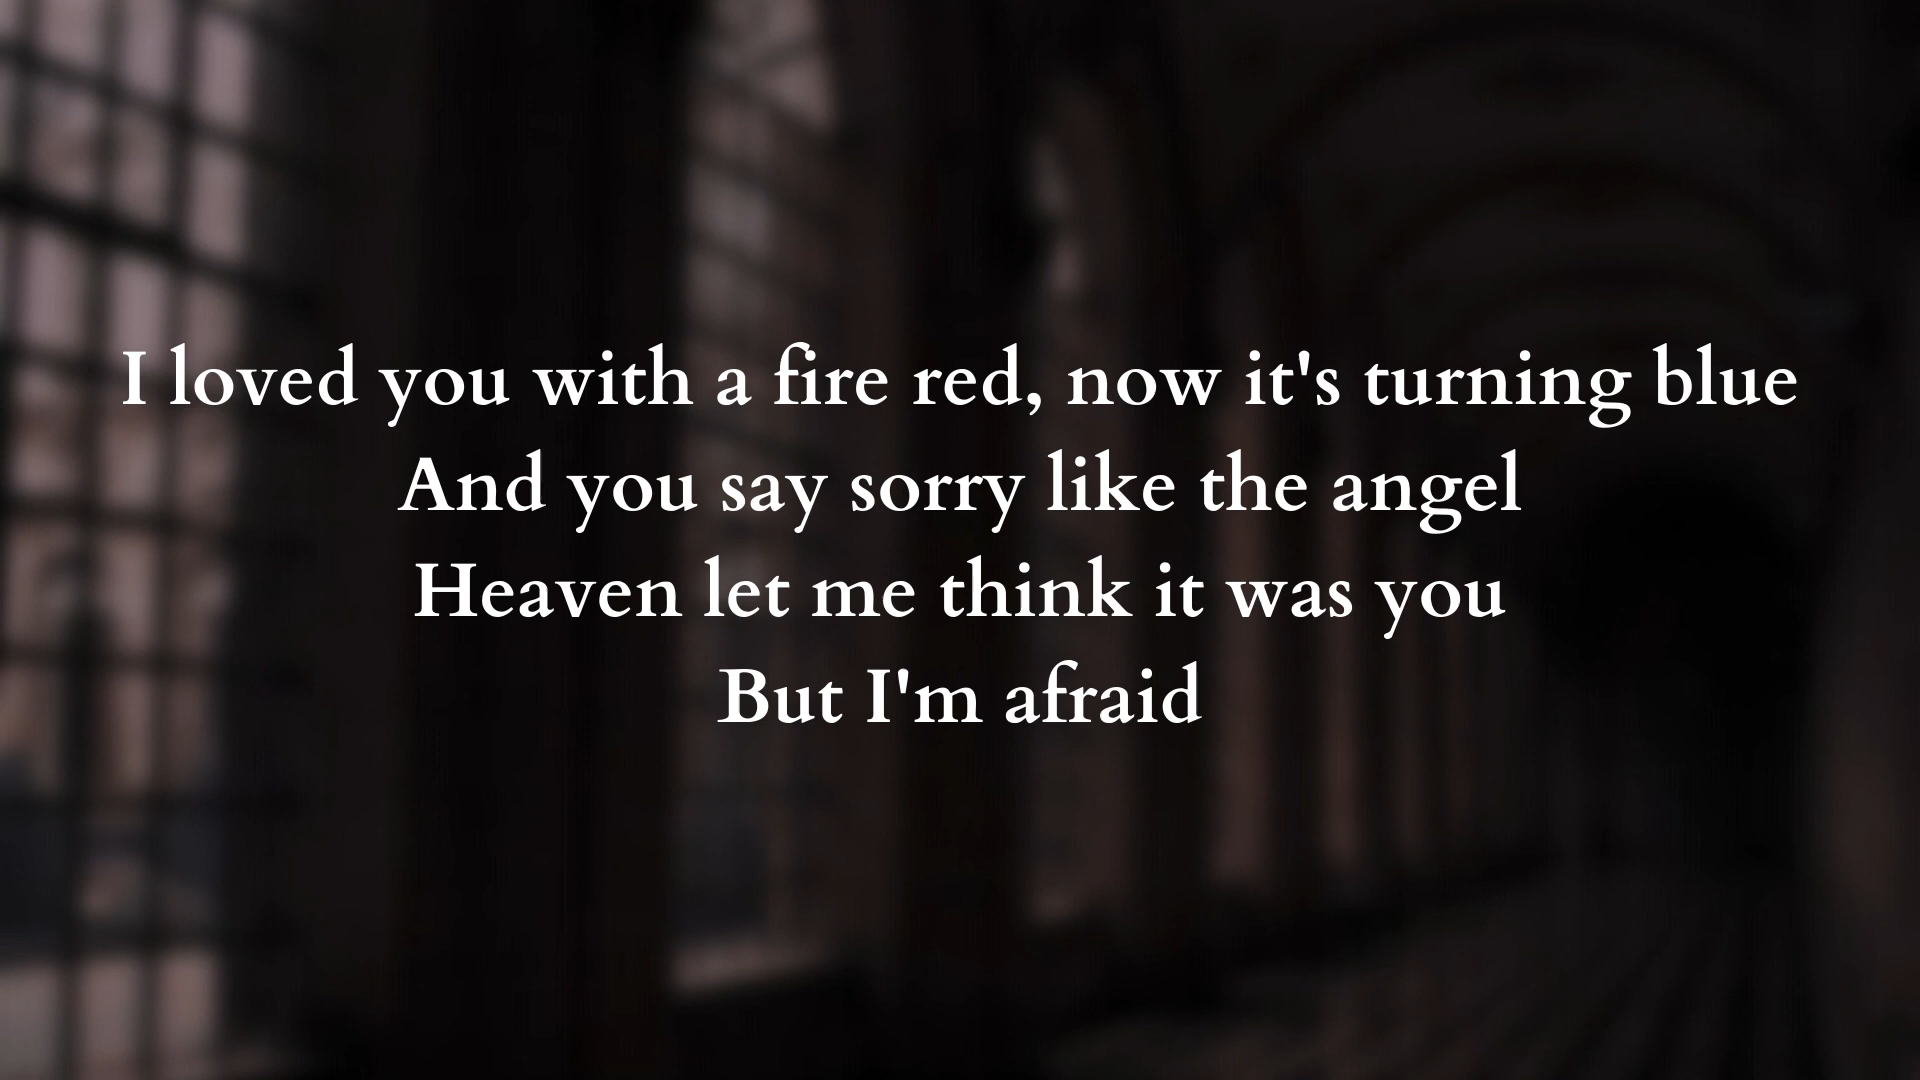 I loved you with a fire red, now it's turning blue
And you say sorry like the angel
Heaven let me think it was you
But I'm afraid